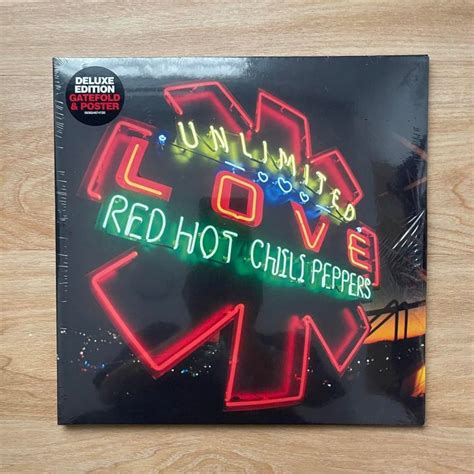 DELUXE
EDITION
GATEFOLD
& POSTER
UNLIMITED
LOVE
RED HOT CHILI PEPPERS